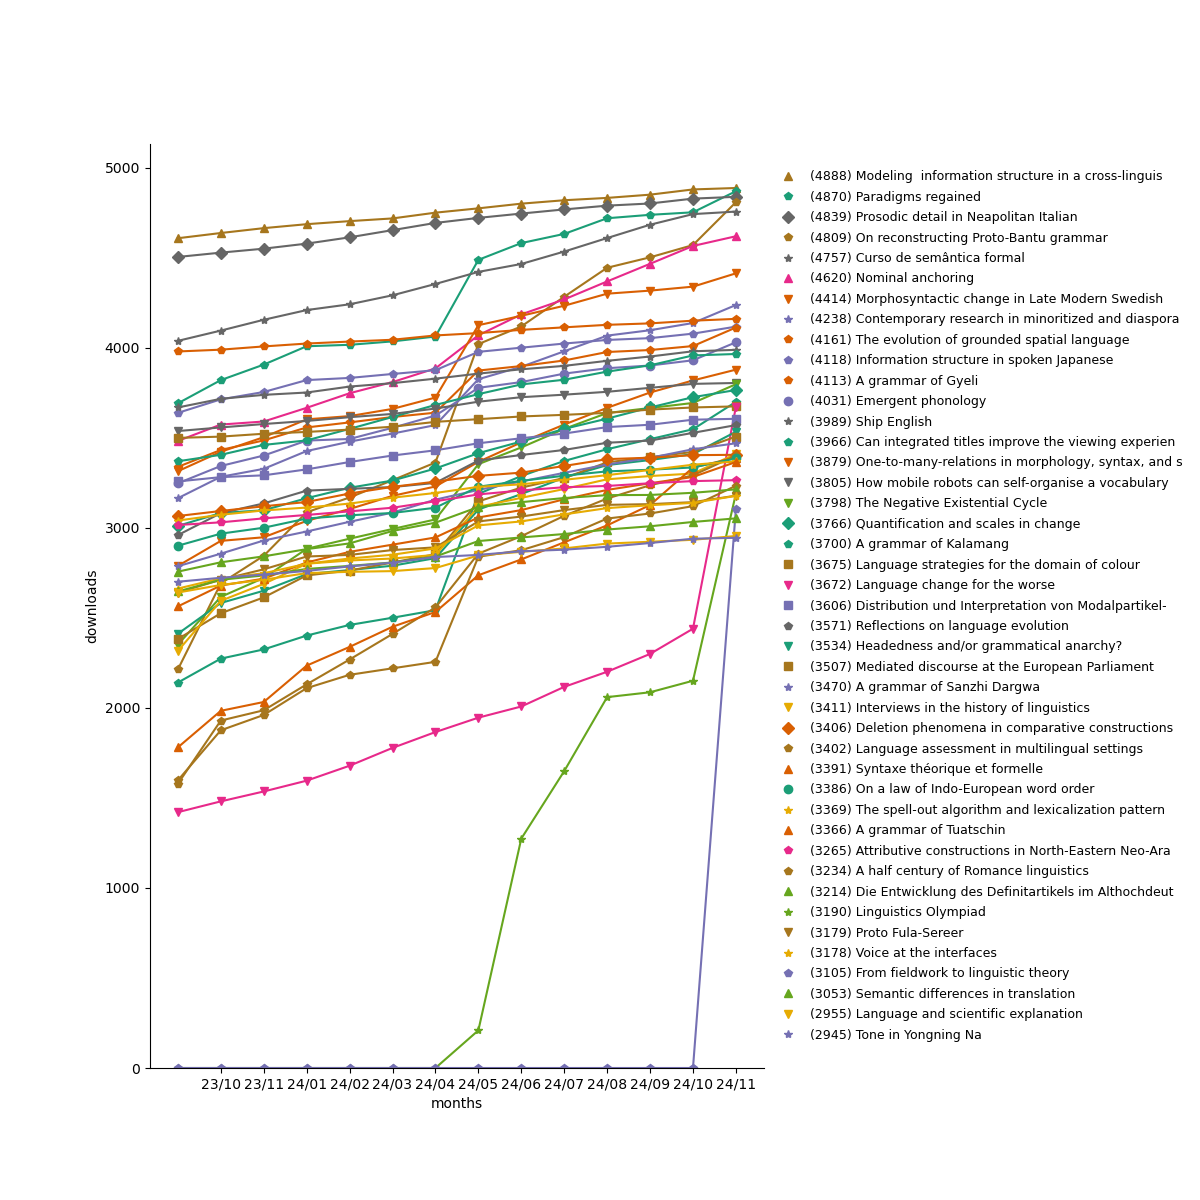 5000
4000
3000
2000
1000
0
downloads
23/10 23/11 24/01 24/02 24/03 24/04 24/05 24/06 24/07 24/08 24/09 24/10 24/11
months
(4888) Modeling  information structure in a cross-linguis
(4870) Paradigms regained
(4839) Prosodic detail in Neapolitan Italian
(4809) On reconstructing Proto-Bantu grammar
(4757) Curso de semântica formal
(4620) Nominal anchoring
(4414) Morphosyntactic change in Late Modern Swedish
(4238) Contemporary research in minoritized and diaspora
(4161) The evolution of grounded spatial language
(4118) Information structure in spoken Japanese
(4113) A grammar of Gyeli
(4031) Emergent phonology
(3989) Ship English
(3966) Can integrated titles improve the viewing experien
(3879) One-to-many-relations in morphology, syntax, and s
(3805) How mobile robots can self-organise a vocabulary
(3798) The Negative Existential Cycle
(3766) Quantification and scales in change
(3700) A grammar of Kalamang
(3675) Language strategies for the domain of colour
(3672) Language change for the worse
(3606) Distribution und Interpretation von Modalpartikel-
(3571) Reflections on language evolution
(3534) Headedness and/or grammatical anarchy?
(3507) Mediated discourse at the European Parliament
(3470) A grammar of Sanzhi Dargwa
(3411) Interviews in the history of linguistics
(3406) Deletion phenomena in comparative constructions
(3402) Language assessment in multilingual settings
(3391) Syntaxe théorique et formelle
(3386) On a law of Indo-European word order
(3369) The spell-out algorithm and lexicalization pattern
(3366) A grammar of Tuatschin
(3265) Attributive constructions in North-Eastern Neo-Ara
(3234) A half century of Romance linguistics
(3214) Die Entwicklung des Definitartikels im Althochdeut
(3190) Linguistics Olympiad
(3179) Proto Fula-Sereer
(3178) Voice at the interfaces
(3105) From fieldwork to linguistic theory
(3053) Semantic differences in translation
(2955) Language and scientific explanation
(2945) Tone in Yongning Na